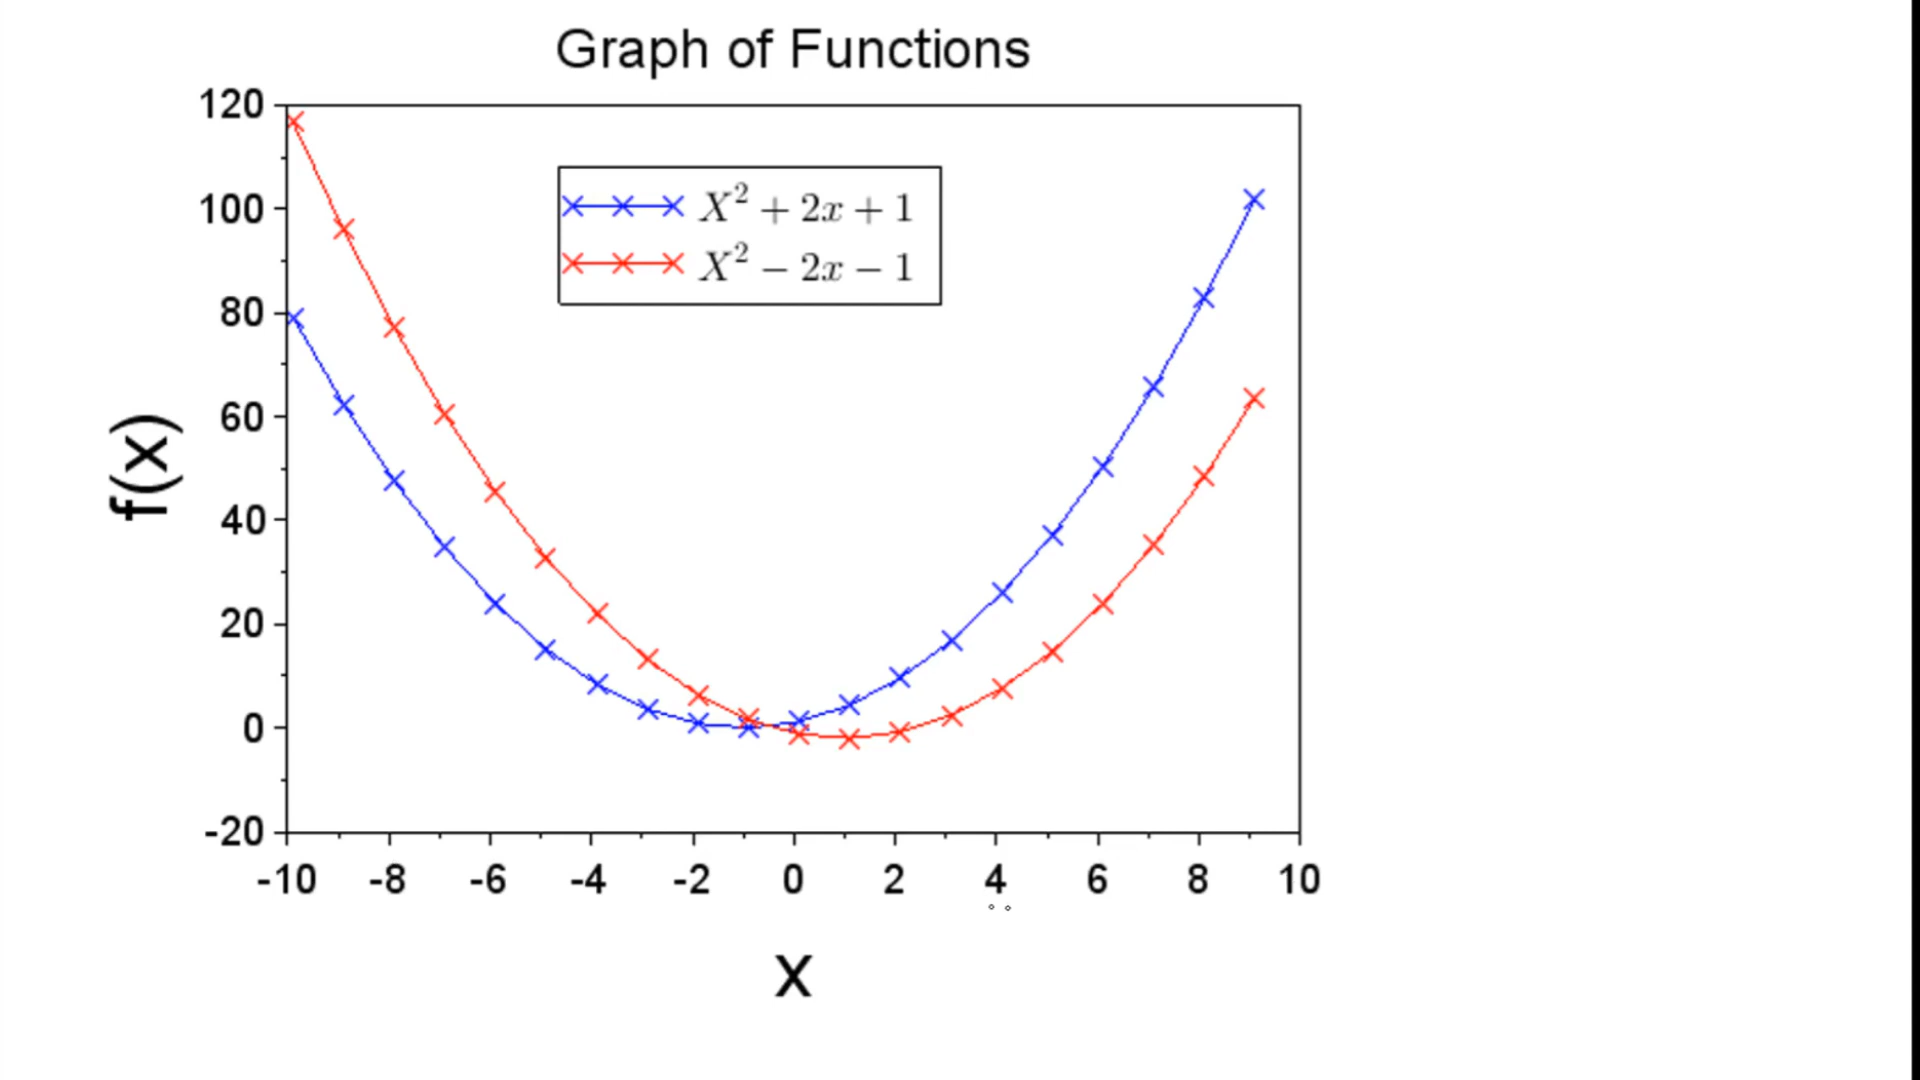 Graph of Functions
120
100
80
60
40
20
0
-20
f(x)
X² + 2x + 1
X² − 2x − 1
-10 -8 -6 -4 -2 0 2 4 6 8 10
X